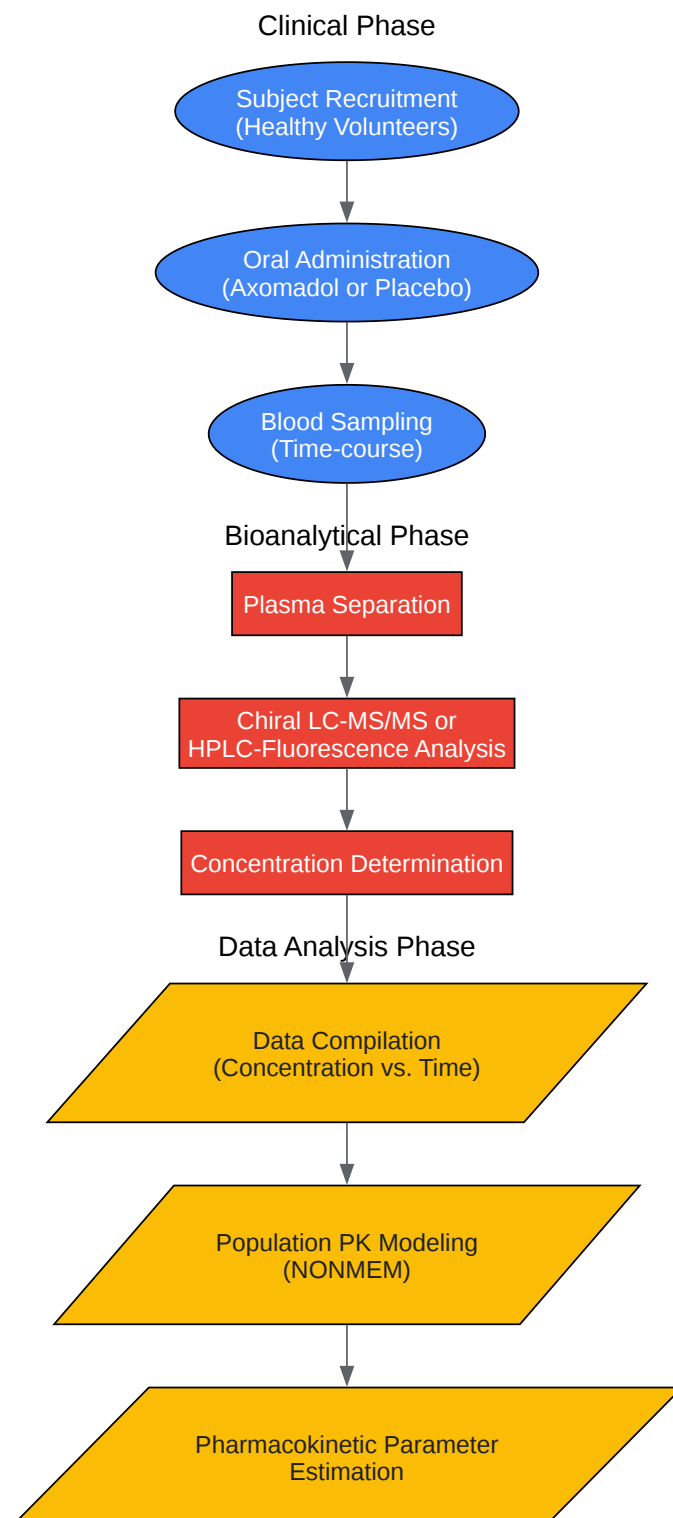 Clinical Phase
Subject Recruitment
(Healthy Volunteers)
Oral Administration
(Axomadol or Placebo)
Blood Sampling
(Time-course)
Bioanalytical Phase
Plasma Separation
Chiral LC-MS/MS or
HPLC-Fluorescence Analysis
Concentration Determination
Data Analysis Phase
Data Compilation
(Concentration vs. Time)
Population PK Modeling
(NONMEM)
Pharmacokinetic Parameter
Estimation